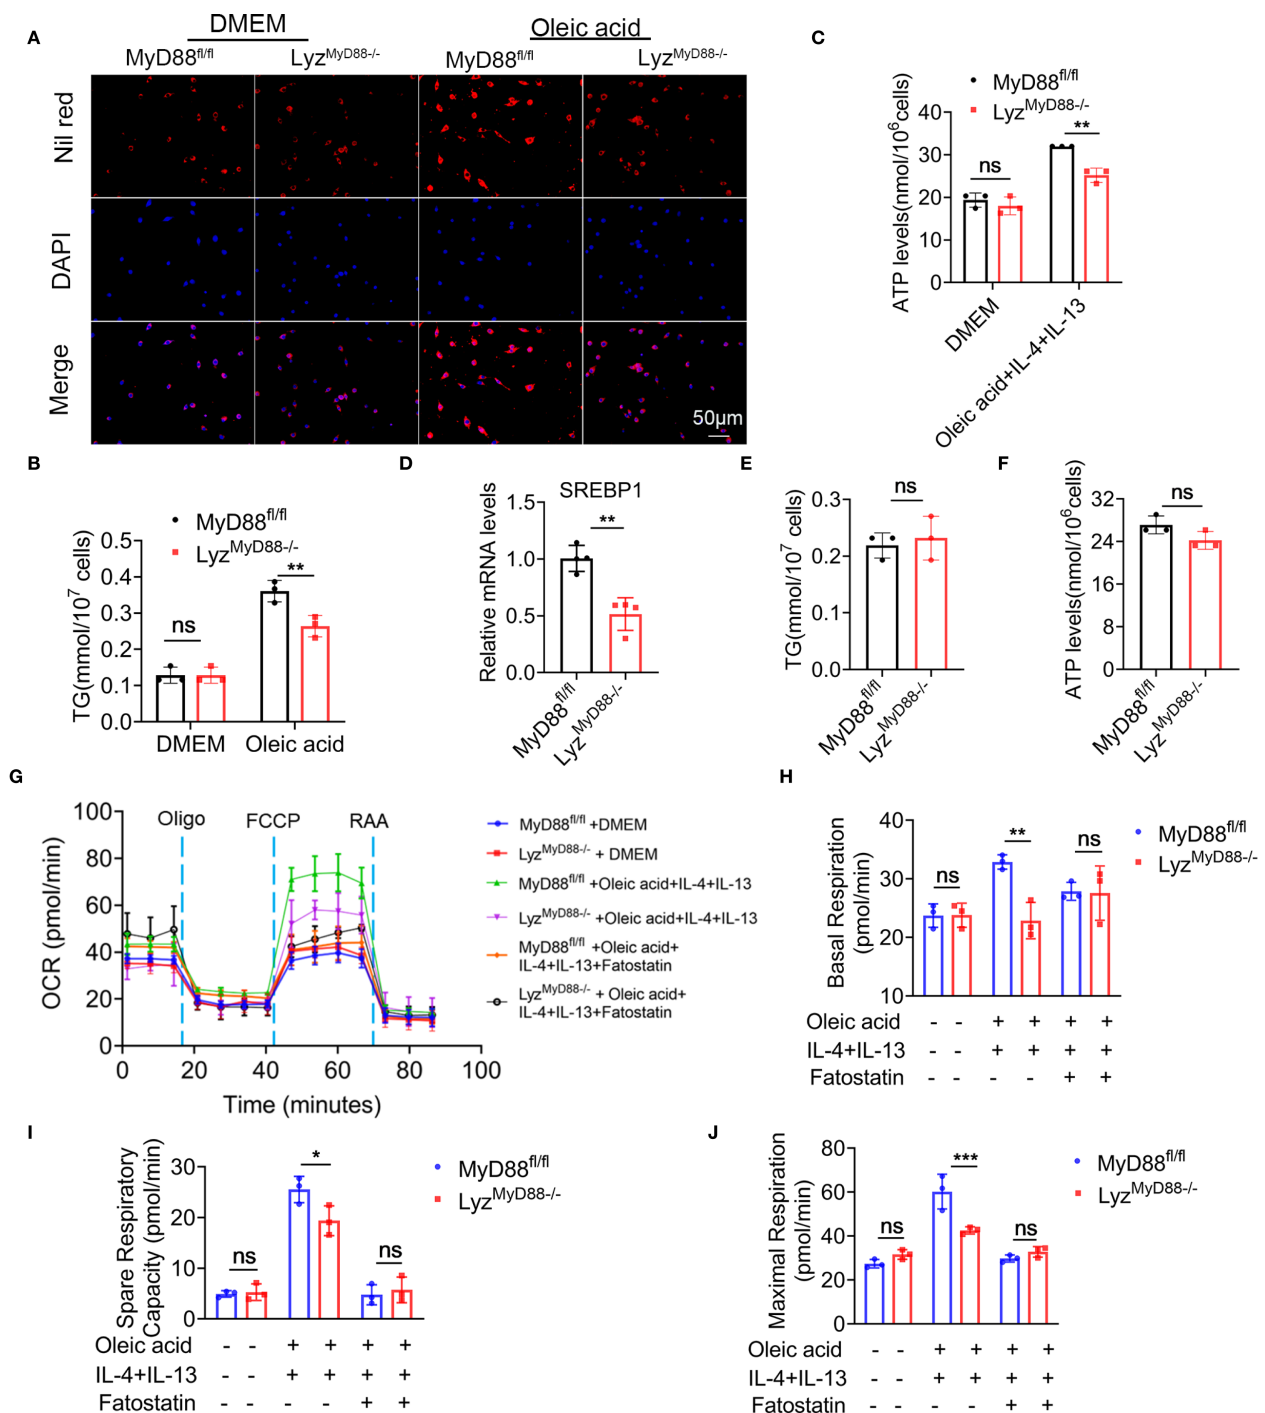 A
DMEM
Oleic acid
MyD88fl/fl
LyzMyD88-/-
MyD88fl/fl
LyzMyD88-/-
Nil red
DAPI
Merge
50μm
C
MyD88fl/fl
LyzMyD88-/-
ATP levels(nmol/10⁶cells)
40
30
20
10
0
ns
**
DMEM
Oleic acid+IL-4+IL-13
B
MyD88fl/fl
LyzMyD88-/-
TG(mmol/10⁷ cells)
0.5
0.4
0.3
0.2
0.1
0.0
ns
**
DMEM
Oleic acid
D
SREBP1
Relative mRNA levels
1.5
1.0
0.5
0.0
**
MyD88fl/fl
LyzMyD88-/-
E
TG(mmol/10⁷ cells)
0.3
0.2
0.1
0.0
ns
MyD88fl/fl
LyzMyD88-/-
F
ATP levels(nmol/10⁶cells)
32
24
16
8
0
ns
MyD88fl/fl
LyzMyD88-/-
G
OCR (pmol/min)
100
80
60
40
20
0
Oligo
FCCP
RAA
0 20 40 60 80 100
Time (minutes)
MyD88fl/fl +DMEM
LyzMyD88-/- + DMEM
MyD88fl/fl +Oleic acid+IL-4+IL-13
LyzMyD88-/- +Oleic acid+IL-4+IL-13
MyD88fl/fl +Oleic acid+
IL-4+IL-13+Fatostatin
LyzMyD88-/- + Oleic acid+
IL-4+IL-13+Fatostatin
H
Basal Respiration
(pmol/min)
40
30
20
10
ns
**
ns
MyD88fl/fl
LyzMyD88-/-
Oleic acid - - + + + +
IL-4+IL-13 - - + + + +
Fatostatin - - - - + +
I
Spare Respiratory
Capacity (pmol/min)
30
20
10
0
ns
*
ns
MyD88fl/fl
LyzMyD88-/-
Oleic acid - - + + + +
IL-4+IL-13 - - + + + +
Fatostatin - - - - + +
J
Maximal Respiration
(pmol/min)
80
60
40
20
0
ns
***
ns
MyD88fl/fl
LyzMyD88-/-
Oleic acid - - + + + +
IL-4+IL-13 - - + + + +
Fatostatin - - - - + +